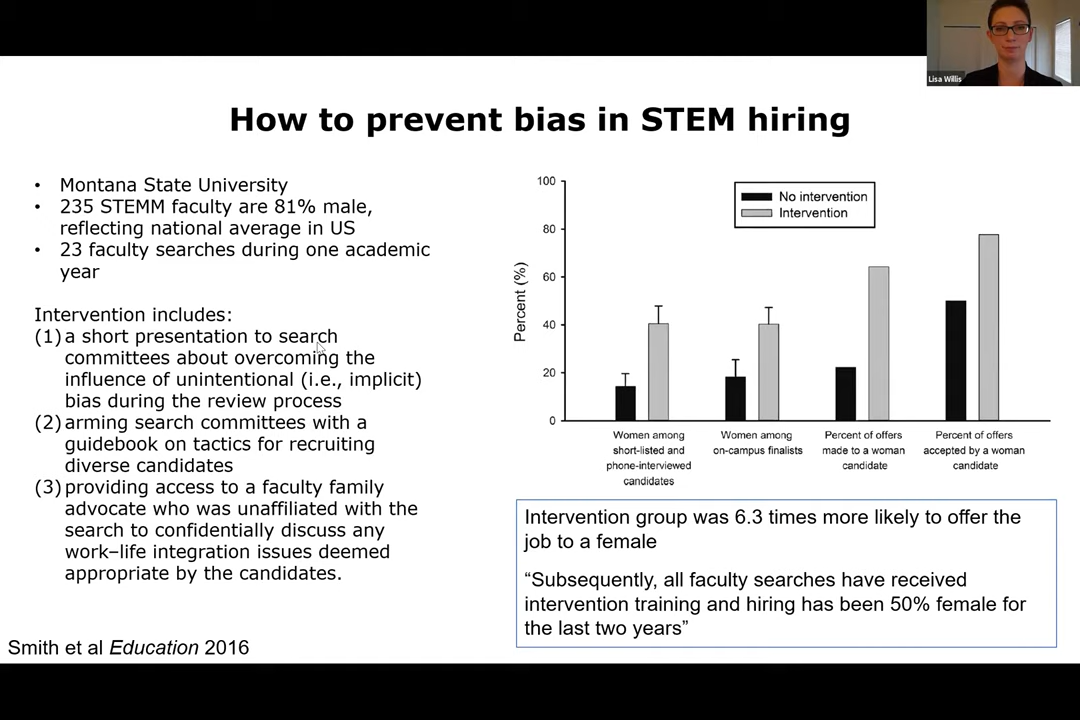 Lisa Willis
How to prevent bias in STEM hiring
• Montana State University
• 235 STEMM faculty are 81% male,
reflecting national average in US
• 23 faculty searches during one academic
year
Intervention includes:
(1) a short presentation to search
committees about overcoming the
influence of unintentional (i.e., implicit)
bias during the review process
(2) arming search committees with a
guidebook on tactics for recruiting
diverse candidates
(3) providing access to a faculty family
advocate who was unaffiliated with the
search to confidentially discuss any
work–life integration issues deemed
appropriate by the candidates.
Smith et al Education 2016
Percent (%)
100
80
60
40
20
0
No intervention
Intervention
Women among
short-listed and
phone-interviewed
candidates
Women among
on-campus finalists
Percent of offers
made to a woman
candidate
Percent of offers
accepted by a woman
candidate
Intervention group was 6.3 times more likely to offer the
job to a female
“Subsequently, all faculty searches have received
intervention training and hiring has been 50% female for
the last two years”